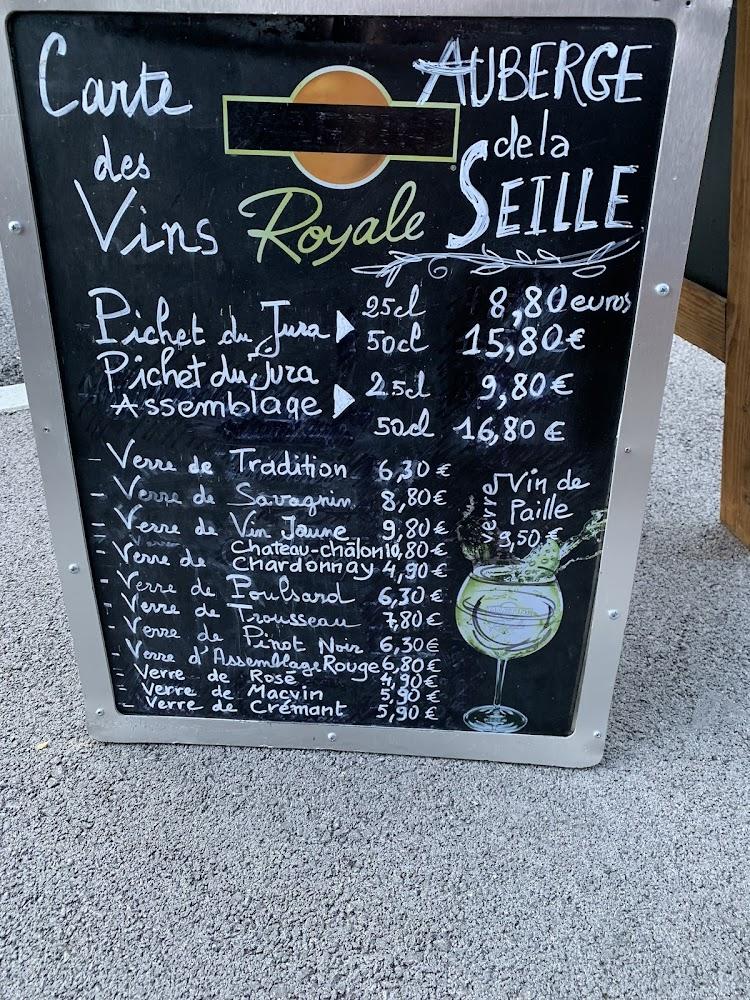 Carte
des
Vins
Royale
AUBERGE
de la
SEILLE
Pichet du Jura 25cl 8,80 euros
50cl 15,80 €
Pichet du Jura
Assemblage 25cl 9,80 €
50cl 16,80 €
- Verre de Tradition 6,30 €
- Verre de Savagnin 8,80 €
- Verre de Vin Jaune 9,80 €
Chateau-châlon 10,80 €
- Verre de Chardonnay 4,90 €
- Verre de Poulsard 6,30 €
- Verre de Trousseau 7,80 €
- Verre de Pinot Noir 6,30 €
- Verre d'Assemblage Rouge 6,80 €
- Verre de Rosé 4,90 €
- Verre de Macvin 5,90 €
- Verre de Crémant 5,90 €
verre Vin de
Paille
9,50 €